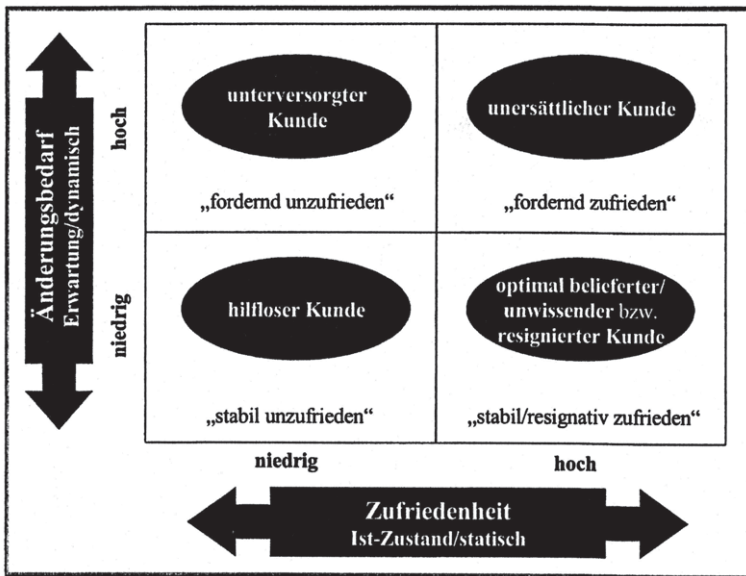 Änderungsbedarf
Erwartung/dynamisch
hoch
niedrig
unterversorgter
Kunde
„fordernd unzufrieden“
unersättlicher Kunde
„fordernd zufrieden“
hilfloser Kunde
„stabil unzufrieden“
optimal belieferter/
unwissender bzw.
resignierter Kunde
„stabil/resignativ zufrieden“
niedrig
hoch
Zufriedenheit
Ist-Zustand/statisch